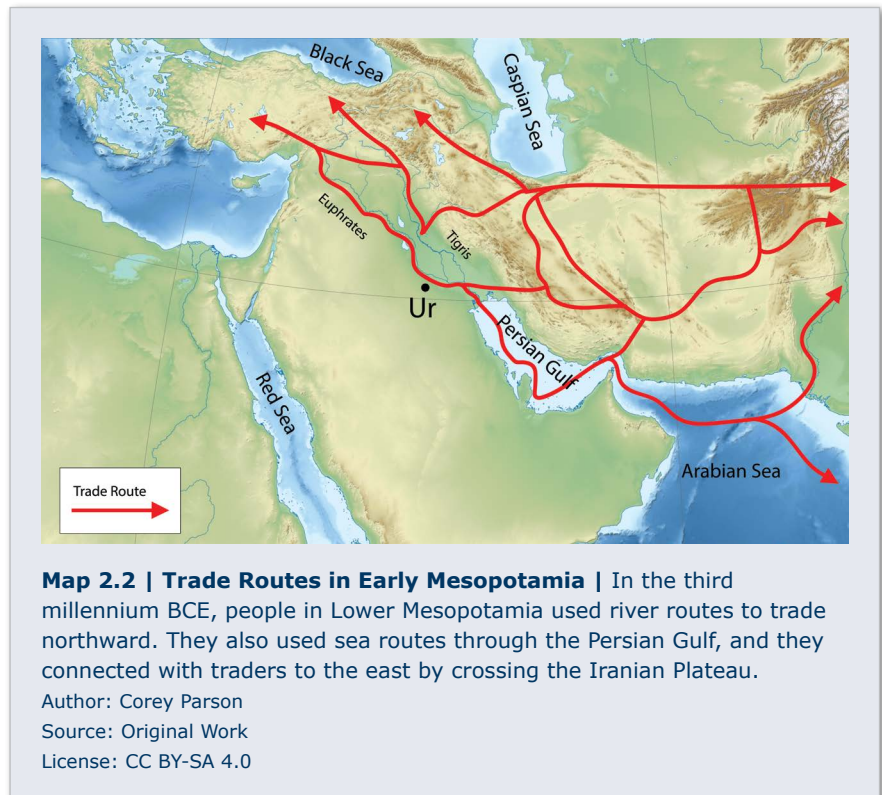 Black Sea
Caspian Sea
Euphrates
Tigris
Ur
Persian Gulf
Red Sea
Arabian Sea
Trade Route
Map 2.2 | Trade Routes in Early Mesopotamia | In the third
millennium BCE, people in Lower Mesopotamia used river routes to trade
northward. They also used sea routes through the Persian Gulf, and they
connected with traders to the east by crossing the Iranian Plateau.
Author: Corey Parson
Source: Original Work
License: CC BY-SA 4.0